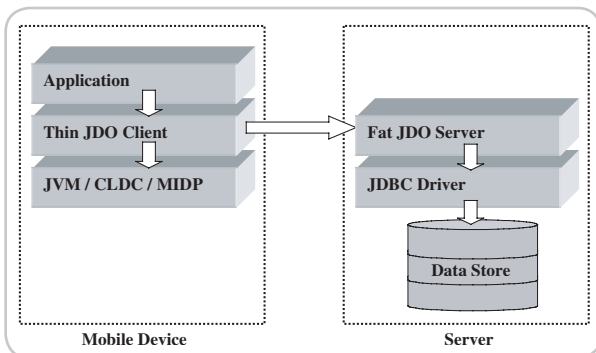 Application
Thin JDO Client
JVM / CLDC / MIDP
Mobile Device
Fat JDO Server
JDBC Driver
Data Store
Server